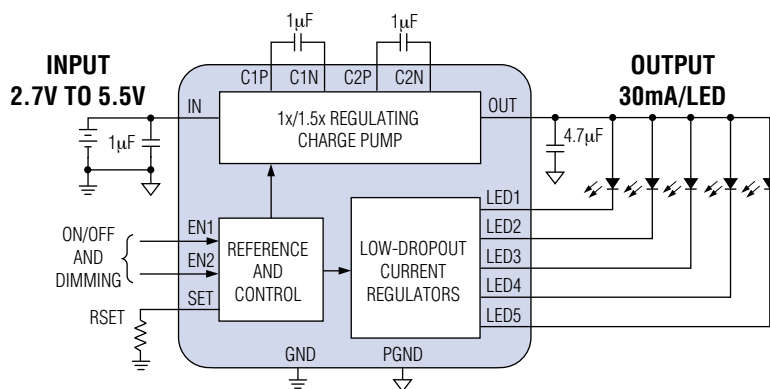 1μF
1μF
INPUT
2.7V TO 5.5V
OUTPUT
30mA/LED
C1P
C1N
C2P
C2N
IN
1x/1.5x REGULATING
CHARGE PUMP
OUT
1μF
4.7μF
ON/OFF
AND
DIMMING
EN1
EN2
SET
RSET
REFERENCE
AND
CONTROL
LOW-DROPOUT
CURRENT
REGULATORS
LED1
LED2
LED3
LED4
LED5
GND
PGND